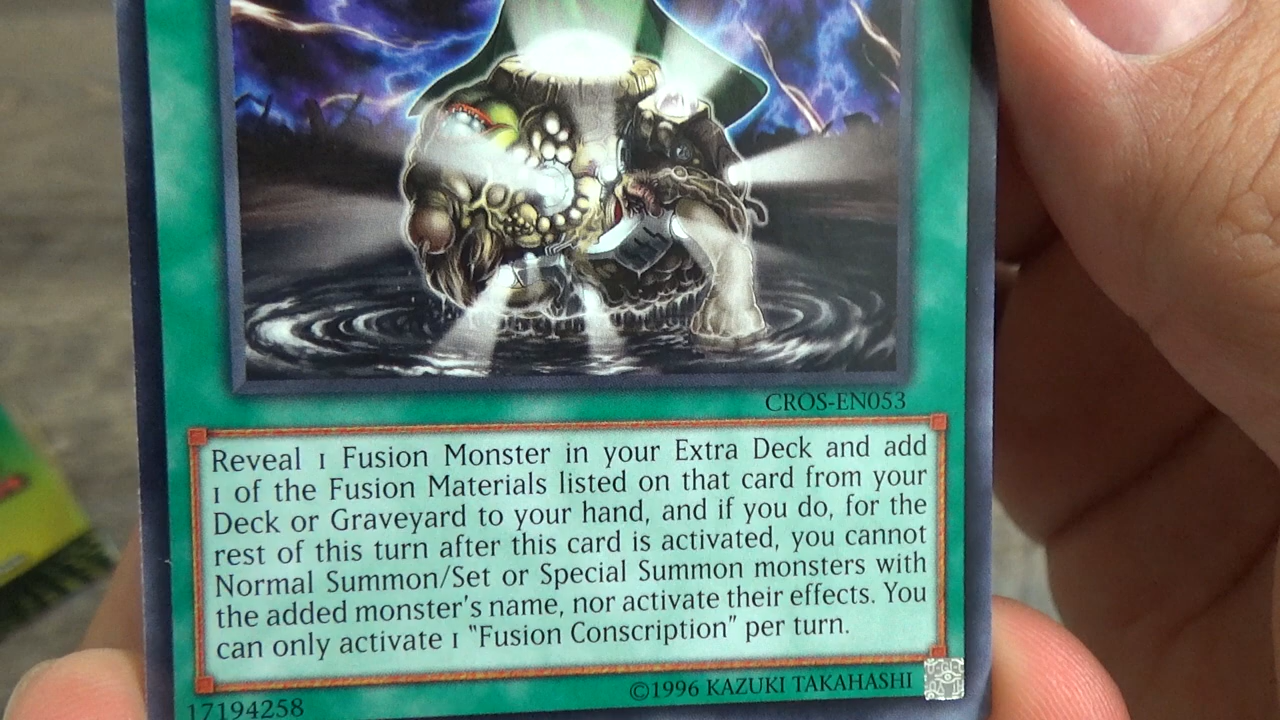 CROS-EN053
Reveal 1 Fusion Monster in your Extra Deck and add
1 of the Fusion Materials listed on that card from your
Deck or Graveyard to your hand, and if you do, for the
rest of this turn after this card is activated, you cannot
Normal Summon/Set or Special Summon monsters with
the added monster's name, nor activate their effects. You
can only activate 1 "Fusion Conscription" per turn.
17194258
©1996 KAZUKI TAKAHASHI